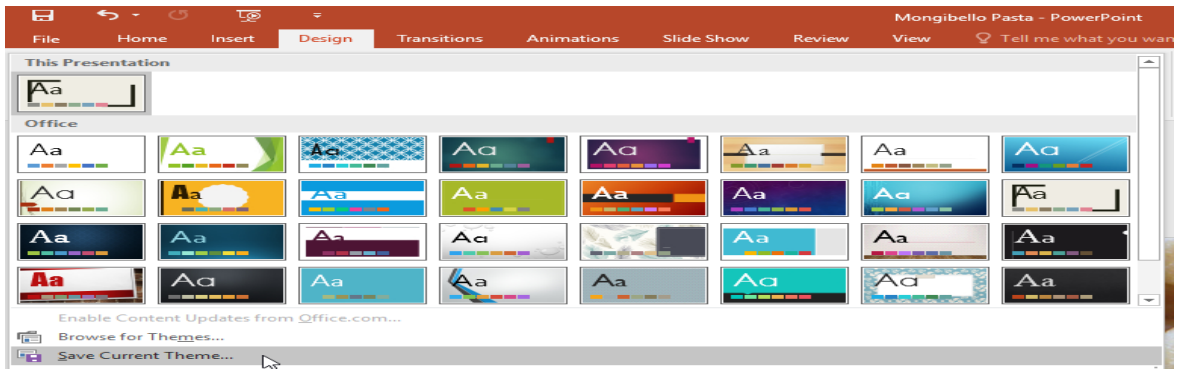 Mongibello Pasta - PowerPoint
File Home Insert Design Transitions Animations Slide Show Review View Tell me what you wan
This Presentation
Aa
Office
Aa Aa Aa Aa Aa Aa Aa Aa
Aa Aa Aa Aa Aa Aa Aa Aa
Aa Aa Aa Aa Aa Aa Aa
Aa Aa Aa Aa Aa Aa Aa Aa
Enable Content Updates from Office.com...
Browse for Themes...
Save Current Theme...